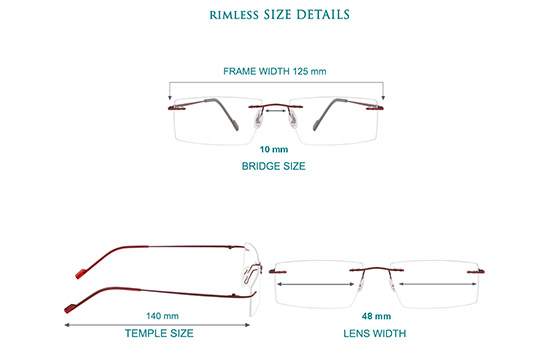 RIMLESS SIZE DETAILS
FRAME WIDTH 125 mm
10 mm
BRIDGE SIZE
140 mm
TEMPLE SIZE
48 mm
LENS WIDTH